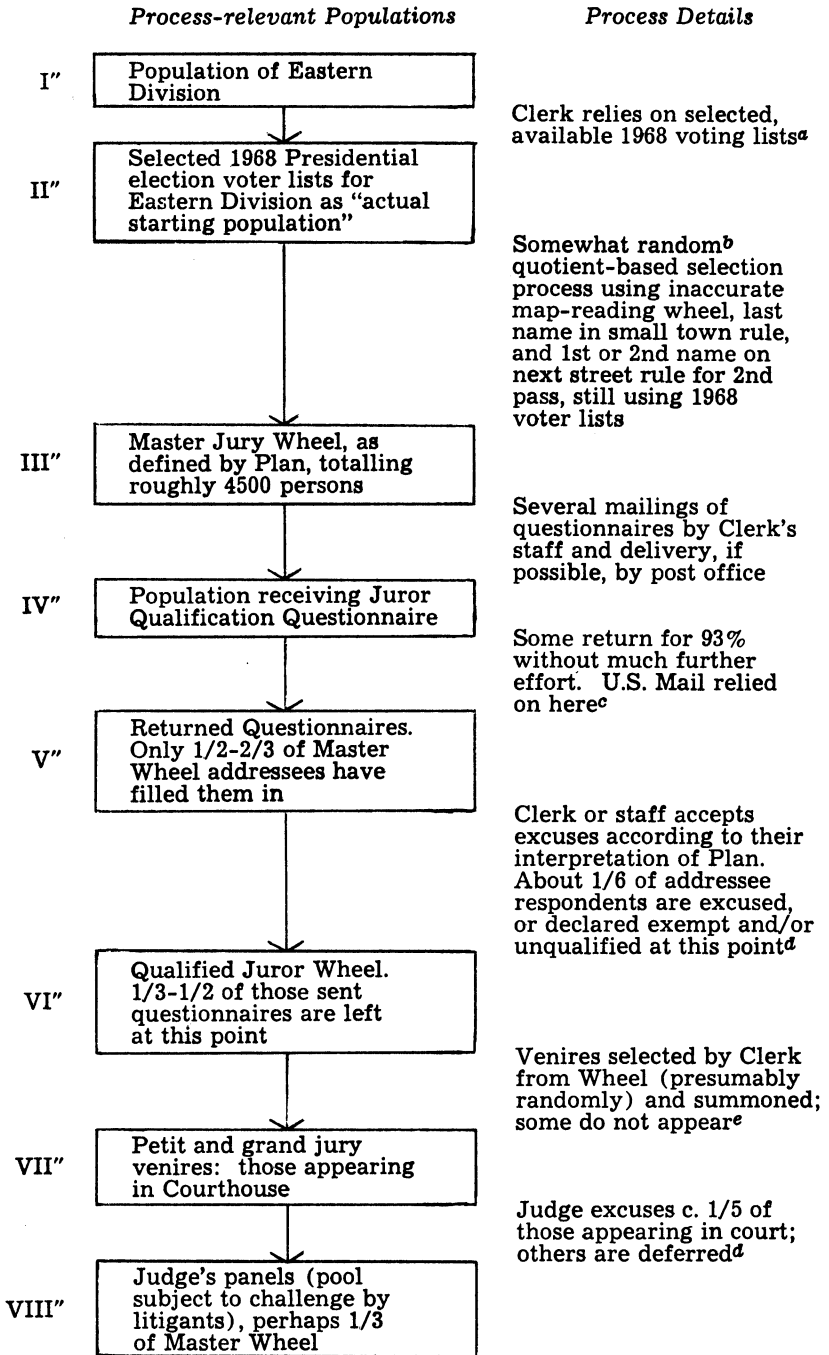 Process-relevant Populations
Process Details
I″
Population of Eastern
Division
Clerk relies on selected,
available 1968 voting listsa
II″
Selected 1968 Presidential
election voter lists for
Eastern Division as “actual
starting population”
Somewhat randomb
quotient-based selection
process using inaccurate
map-reading wheel, last
name in small town rule,
and 1st or 2nd name on
next street rule for 2nd
pass, still using 1968
voter lists
III″
Master Jury Wheel, as
defined by Plan, totalling
roughly 4500 persons
Several mailings of
questionnaires by Clerk's
staff and delivery, if
possible, by post office
IV″
Population receiving Juror
Qualification Questionnaire
Some return for 93%
without much further
effort. U.S. Mail relied
on herec
V″
Returned Questionnaires.
Only 1/2-2/3 of Master
Wheel addressees have
filled them in
Clerk or staff accepts
excuses according to their
interpretation of Plan.
About 1/6 of addressee
respondents are excused,
or declared exempt and/or
unqualified at this pointd
VI″
Qualified Juror Wheel.
1/3-1/2 of those sent
questionnaires are left
at this point
Venires selected by Clerk
from Wheel (presumably
randomly) and summoned;
some do not appeare
VII″
Petit and grand jury
venires: those appearing
in Courthouse
Judge excuses c. 1/5 of
those appearing in court;
others are deferredd
VIII″
Judge's panels (pool
subject to challenge by
litigants), perhaps 1/3
of Master Wheel